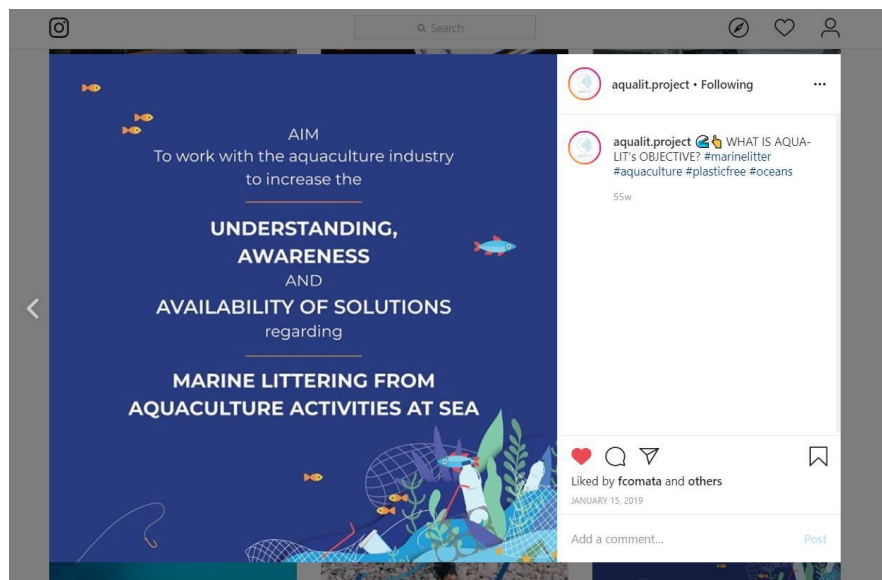 Search
AIM
To work with the aquaculture industry
to increase the
UNDERSTANDING,
AWARENESS
AND
AVAILABILITY OF SOLUTIONS
regarding
MARINE LITTERING FROM
AQUACULTURE ACTIVITIES AT SEA
aqualit.project • Following
aqualit.project 🌊👆 WHAT IS AQUA-
LIT's OBJECTIVE? #marinelitter
#aquaculture #plasticfree #oceans
55w
Liked by fcomata and others
JANUARY 15, 2019
Add a comment...
Post